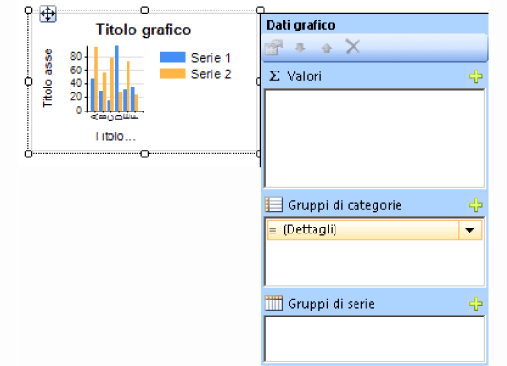 Titolo grafico
Titolo asse
80
60
40
20
0
A
B
C
D
E
F
Titolo...
Serie 1
Serie 2
Dati grafico
Σ Valori
Gruppi di categorie
= (Dettagli)
Gruppi di serie